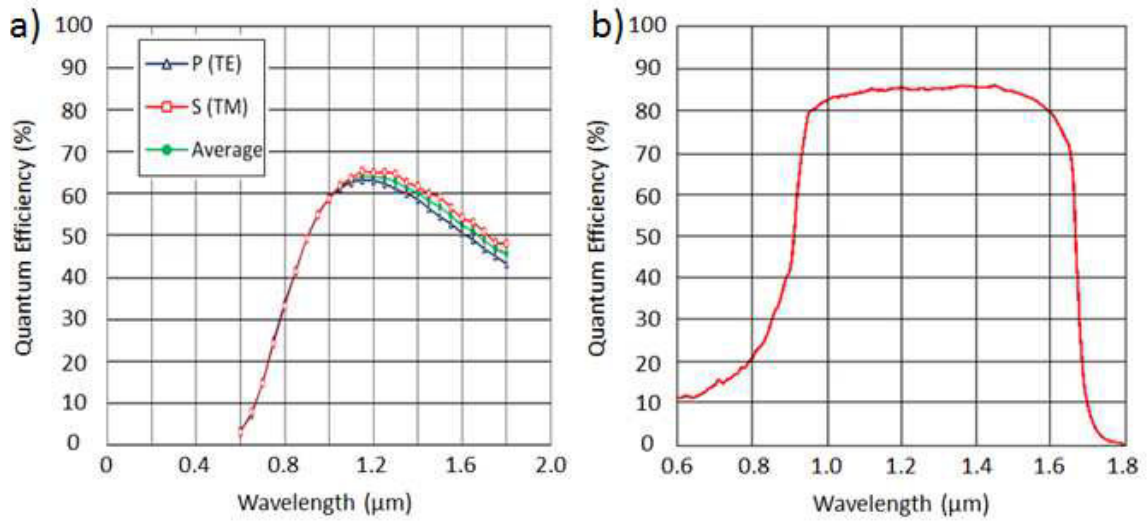 a)
100
90
80
70
60
50
40
30
20
10
0
Quantum Efficiency (%)
P (TE)
S (TM)
Average
0 0.4 0.8 1.2 1.6 2.0
Wavelength (μm)
b)
100
90
80
70
60
50
40
30
20
10
0
Quantum Efficiency (%)
0.6 0.8 1.0 1.2 1.4 1.6 1.8
Wavelength (μm)